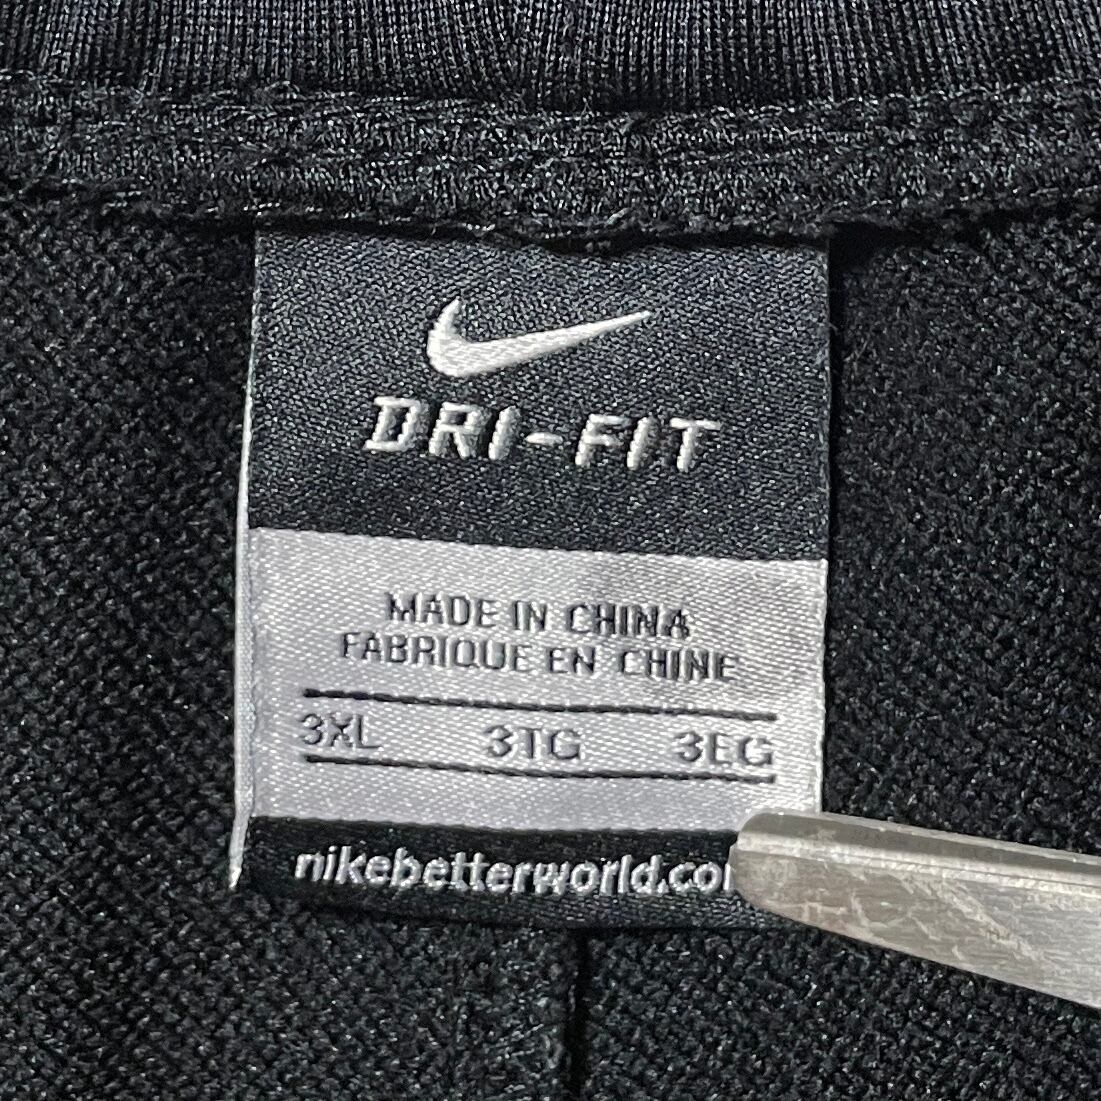 DRI-FIT
MADE IN CHINA
FABRIQUE EN CHINE
3XL 3TG 3EG
nikebetterworld.co